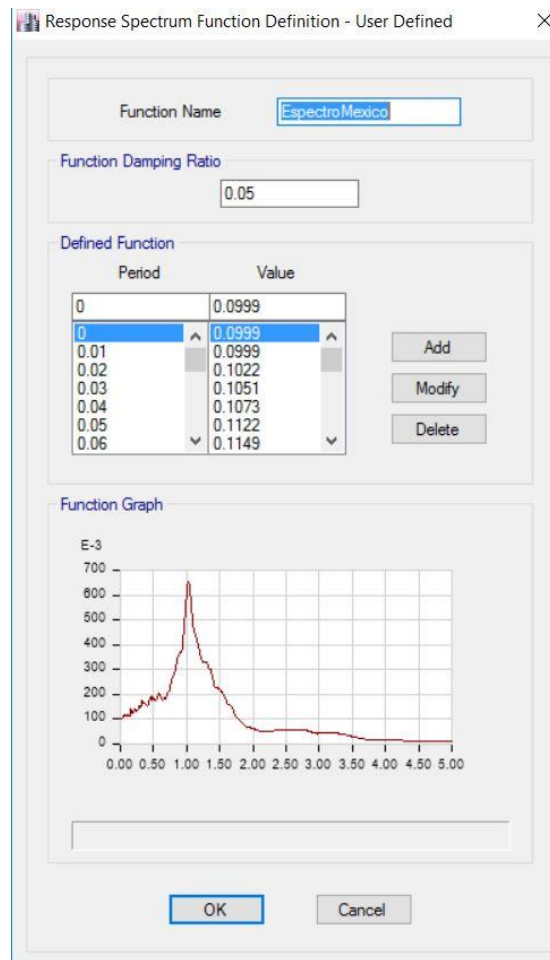 Response Spectrum Function Definition - User Defined
Function Name EspectroMexico
Function Damping Ratio
0.05
Defined Function
Period Value
0 0.0999
0 0.0999
0.01 0.0999
0.02 0.1022
0.03 0.1051
0.04 0.1073
0.05 0.1122
0.06 0.1149
Add
Modify
Delete
Function Graph
E-3
700
600
500
400
300
200
100
0
0.00 0.50 1.00 1.50 2.00 2.50 3.00 3.50 4.00 4.50 5.00
OK Cancel